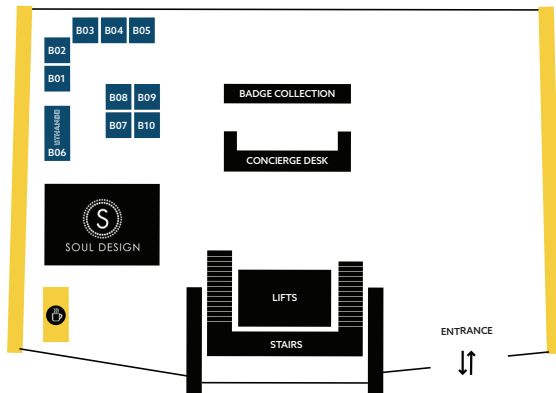 B03 B04 B05
B02
B01
B08 B09
B07 B10
B06
BADGE COLLECTION
CONCIERGE DESK
S
SOUL DESIGN
LIFTS
STAIRS
ENTRANCE